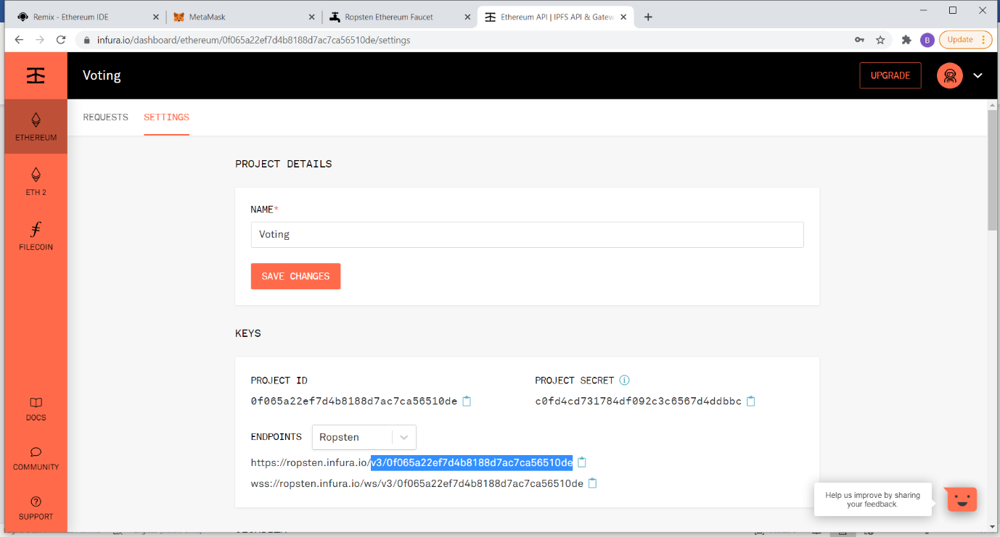 Remix - Ethereum IDE
MetaMask
Ropsten Ethereum Faucet
Ethereum API | IPFS API & Gatew
infura.io/dashboard/ethereum/0f065a22ef7d4b8188d7ac7ca56510de/settings
B
Update
Voting
UPGRADE
REQUESTS
SETTINGS
ETHEREUM
ETH 2
FILECOIN
DOCS
COMMUNITY
SUPPORT
PROJECT DETAILS
NAME*
Voting
SAVE CHANGES
KEYS
PROJECT ID
PROJECT SECRET
0f065a22ef7d4b8188d7ac7ca56510de
c0fd4cd731784df092c3c6567d4ddbbc
ENDPOINTS
Ropsten
https://ropsten.infura.io/v3/0f065a22ef7d4b8188d7ac7ca56510de
wss://ropsten.infura.io/ws/v3/0f065a22ef7d4b8188d7ac7ca56510de
Help us improve by sharing
your feedback.